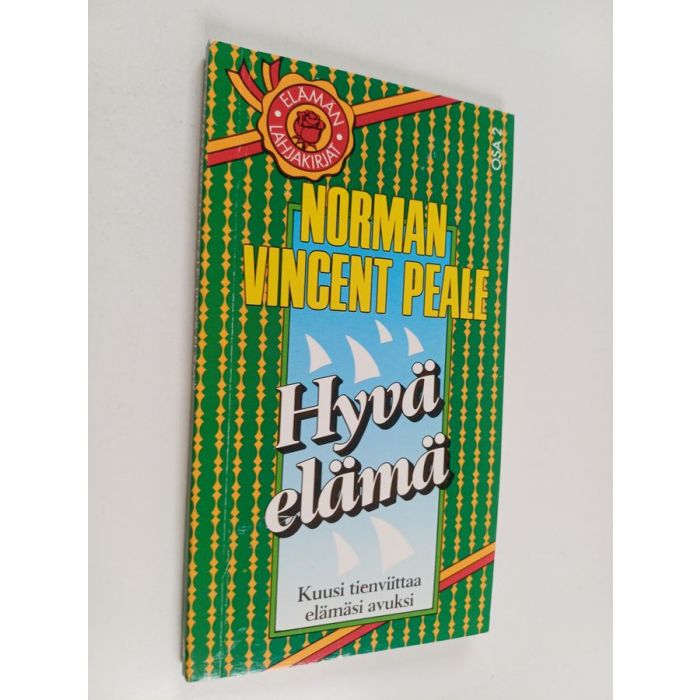 ELÄMÄN
LAHJAKIRJAT
OSA 2
NORMAN
VINCENT PEALE
Hyvä
elämä
Kuusi tienviittaa
elämäsi avuksi